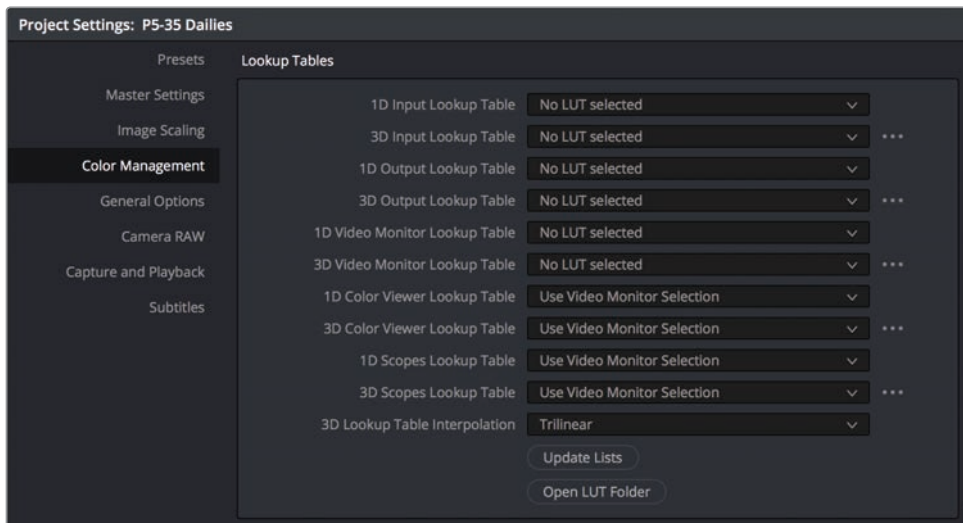 Project Settings: P5-35 Dailies
Presets
Master Settings
Image Scaling
Color Management
General Options
Camera RAW
Capture and Playback
Subtitles
Lookup Tables
1D Input Lookup Table No LUT selected
3D Input Lookup Table No LUT selected
1D Output Lookup Table No LUT selected
3D Output Lookup Table No LUT selected
1D Video Monitor Lookup Table No LUT selected
3D Video Monitor Lookup Table No LUT selected
1D Color Viewer Lookup Table Use Video Monitor Selection
3D Color Viewer Lookup Table Use Video Monitor Selection
1D Scopes Lookup Table Use Video Monitor Selection
3D Scopes Lookup Table Use Video Monitor Selection
3D Lookup Table Interpolation Trilinear
Update Lists
Open LUT Folder